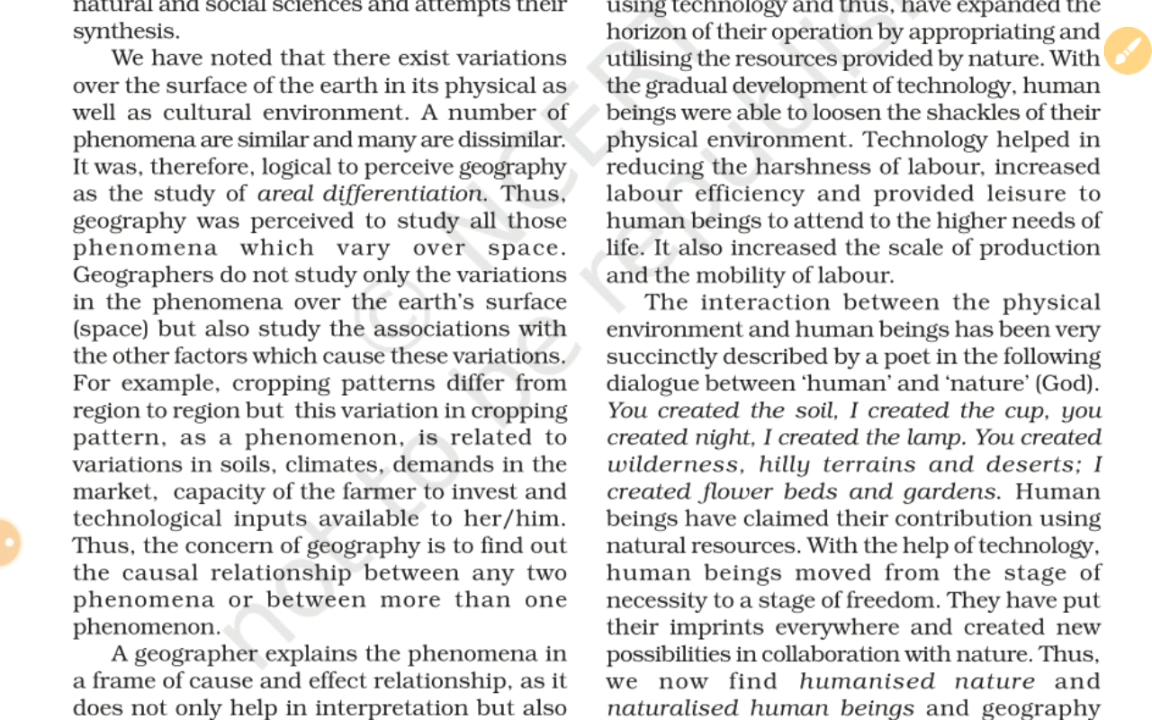 natural and social sciences and attempts their
synthesis.
We have noted that there exist variations
over the surface of the earth in its physical as
well as cultural environment. A number of
phenomena are similar and many are dissimilar.
It was, therefore, logical to perceive geography
as the study of areal differentiation. Thus,
geography was perceived to study all those
phenomena which vary over space.
Geographers do not study only the variations
in the phenomena over the earth's surface
(space) but also study the associations with
the other factors which cause these variations.
For example, cropping patterns differ from
region to region but this variation in cropping
pattern, as a phenomenon, is related to
variations in soils, climates, demands in the
market, capacity of the farmer to invest and
technological inputs available to her/him.
Thus, the concern of geography is to find out
the causal relationship between any two
phenomena or between more than one
phenomenon.
A geographer explains the phenomena in
a frame of cause and effect relationship, as it
does not only help in interpretation but also
using technology and thus, have expanded the
horizon of their operation by appropriating and
utilising the resources provided by nature. With
the gradual development of technology, human
beings were able to loosen the shackles of their
physical environment. Technology helped in
reducing the harshness of labour, increased
labour efficiency and provided leisure to
human beings to attend to the higher needs of
life. It also increased the scale of production
and the mobility of labour.
The interaction between the physical
environment and human beings has been very
succinctly described by a poet in the following
dialogue between 'human' and 'nature' (God).
You created the soil, I created the cup, you
created night, I created the lamp. You created
wilderness, hilly terrains and deserts; I
created flower beds and gardens. Human
beings have claimed their contribution using
natural resources. With the help of technology,
human beings moved from the stage of
necessity to a stage of freedom. They have put
their imprints everywhere and created new
possibilities in collaboration with nature. Thus,
we now find humanised nature and
naturalised human beings and geography
© NCERT
not to be republish